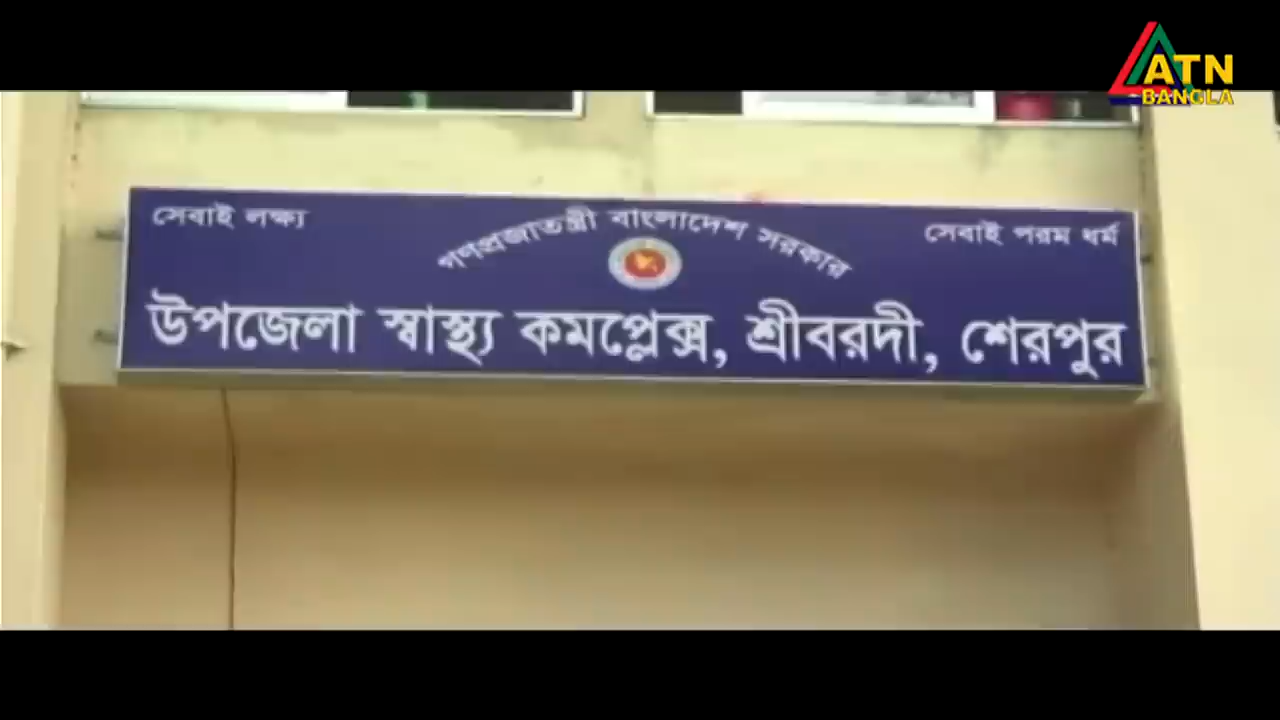 ATN
BANGLA
সেবাই লক্ষ্য
গণপ্রজাতন্ত্রী বাংলাদেশ সরকার
সেবাই পরম ধর্ম
উপজেলা স্বাস্থ্য কমপ্লেক্স, শ্রীবরদী, শেরপুর